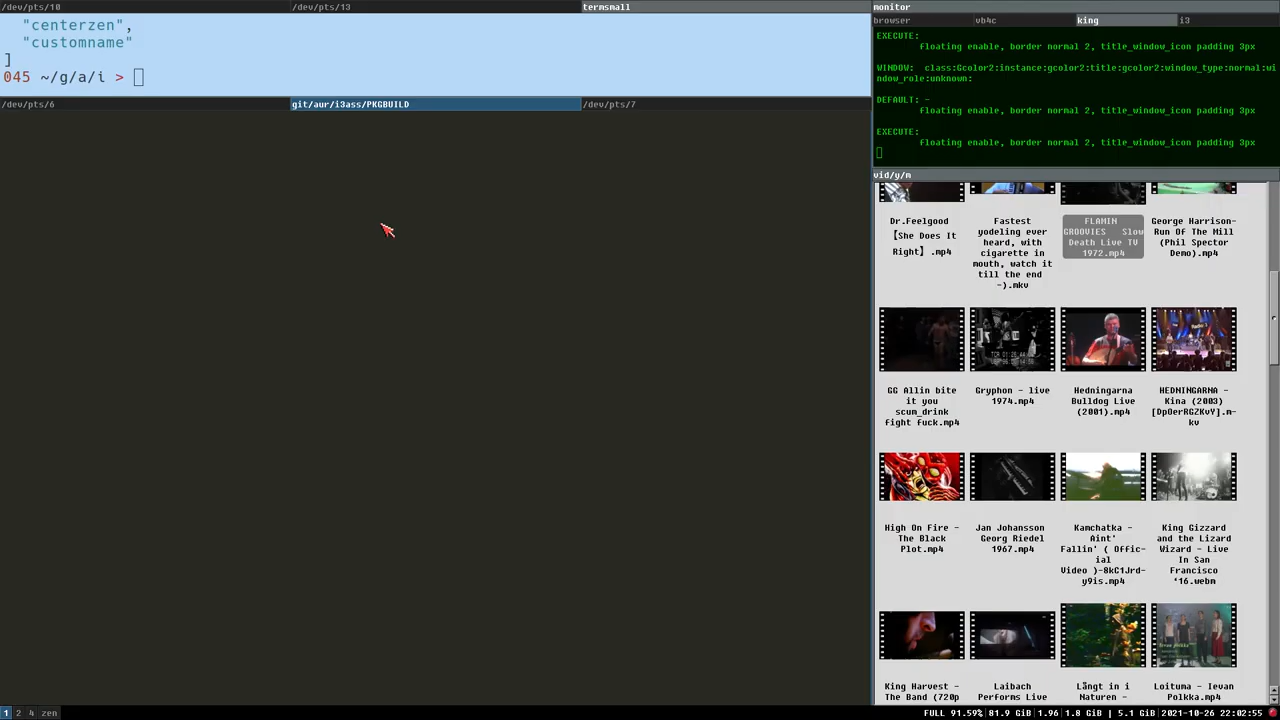 /dev/pts/10 /dev/pts/13 termsmall
"centerzen",
"customname"
]
045 ~/g/a/i >
/dev/pts/6 git/aur/i3ass/PKGBUILD /dev/pts/7
monitor
browser vb4c king i3
EXECUTE:
floating enable, border normal 2, title_window_icon padding 3px
WINDOW: class:Gcolor2:instance:gcolor2:title:gcolor2:window_type:normal:wi
ndow_role:unknown:
DEFAULT: -
floating enable, border normal 2, title_window_icon padding 3px
EXECUTE:
floating enable, border normal 2, title_window_icon padding 3px
vid/y/m
Dr.Feelgood
【She Does It
Right】.mp4
Fastest
yodeling ever
heard, with
cigarette in
mouth, watch it
till the end
-).mkv
FLAMIN
GROOVIES Slow
Death Live TV
1972.mp4
George Harrison-
Run Of The Mill
(Phil Spector
Demo).mp4
GG Allin bite
it you
scum_drink
fight fuck.mp4
Gryphon - live
1974.mp4
Hedningarna
Bulldog Live
(2001).mp4
HEDNINGARNA -
Kina (2003)
[DpOerRGZKvY].m-
kv
High On Fire -
The Black
Plot.mp4
Jan Johansson
Georg Riedel
1967.mp4
Kamchatka -
Aint'
Fallin' ( Offic-
ial
Video )-8kC1Jrd-
y9is.mp4
King Gizzard
and the Lizard
Wizard - Live
In San
Francisco
'16.webm
King Harvest -
The Band (720p
Laibach
Performs Live
Långt in i
Naturen -
Loituma - Ievan
Polkka.mp4
1 2 4 zen
FULL 91.59% 81.9 GiB 1.96 1.8 GiB | 5.1 GiB 2021-10-26 22:02:55